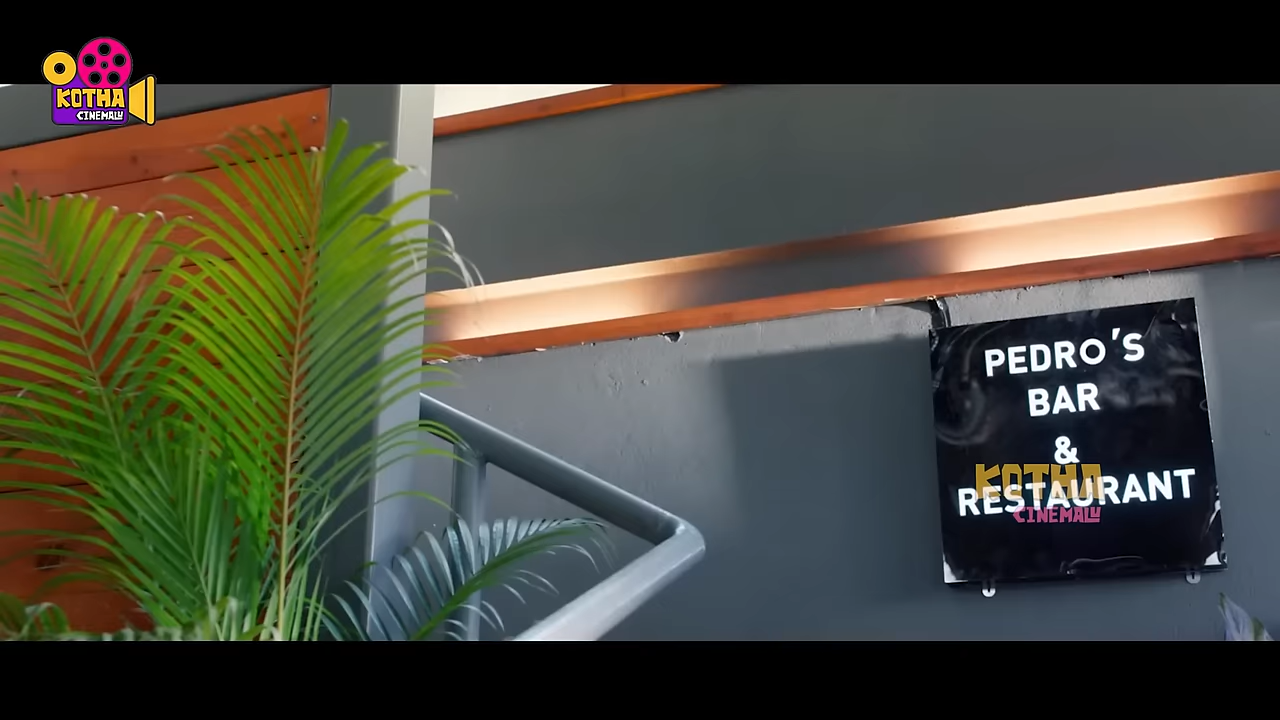 KOTHA
CINEMALU
PEDRO'S
BAR
&
RESTAURANT
KOTHA
CINEMALU